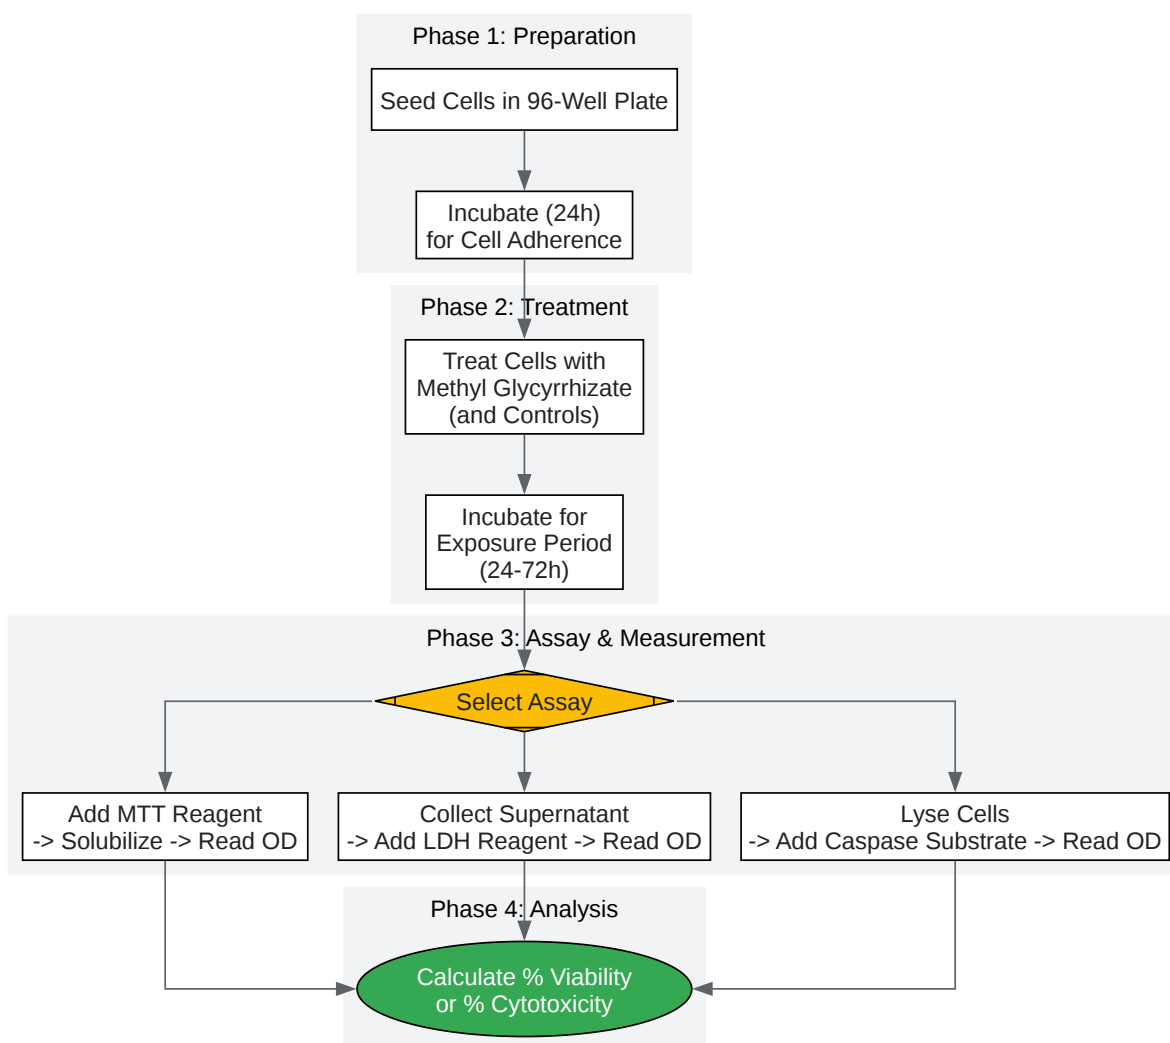 Phase 1: Preparation
Seed Cells in 96-Well Plate
Incubate (24h)
for Cell Adherence
Phase 2: Treatment
Treat Cells with
Methyl Glycyrrhizate
(and Controls)
Incubate for
Exposure Period
(24-72h)
Phase 3: Assay & Measurement
Select Assay
Add MTT Reagent
-> Solubilize -> Read OD
Collect Supernatant
-> Add LDH Reagent -> Read OD
Lyse Cells
-> Add Caspase Substrate -> Read OD
Phase 4: Analysis
Calculate % Viability
or % Cytotoxicity